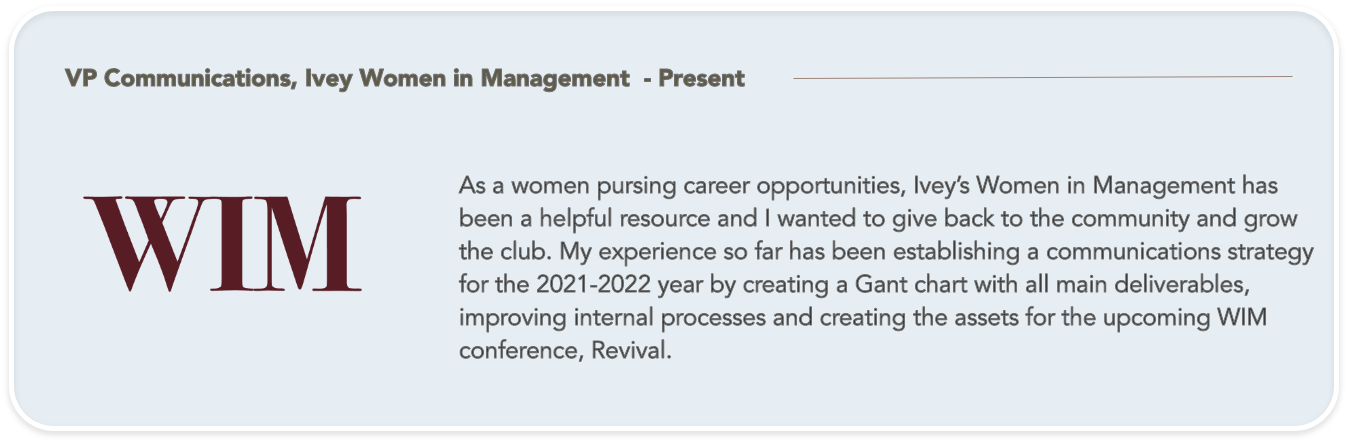 VP Communications, Ivey Women in Management - Present
WIM
As a women pursing career opportunities, Ivey's Women in Management has
been a helpful resource and I wanted to give back to the community and grow
the club. My experience so far has been establishing a communications strategy
for the 2021-2022 year by creating a Gant chart with all main deliverables,
improving internal processes and creating the assets for the upcoming WIM
conference, Revival.